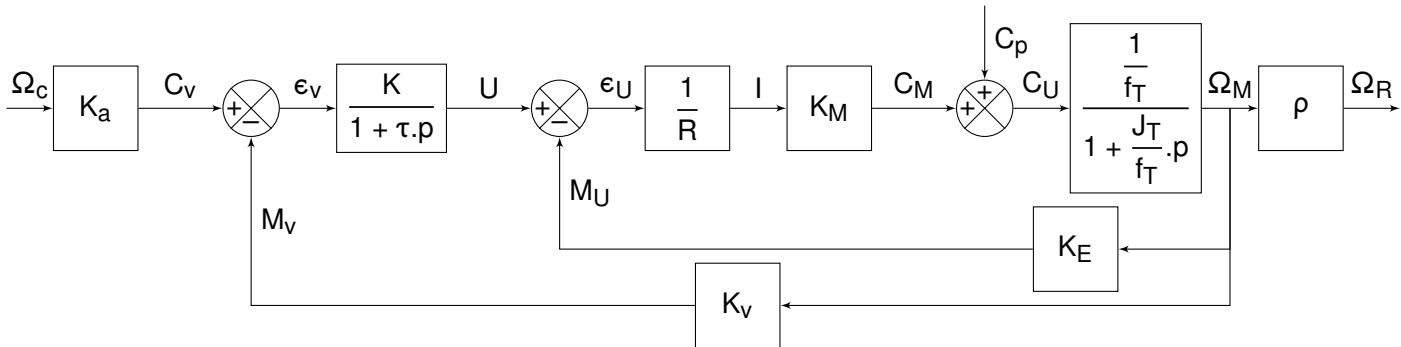 Ω_c
K_a
C_v
+
−
ε_v
K
1 + τ.p
U
+
−
ε_U
1
R
I
K_M
C_M
+
+
C_p
C_U
1
f_T
1 + J_T
f_T .p
Ω_M
ρ
Ω_R
M_U
M_v
K_E
K_v